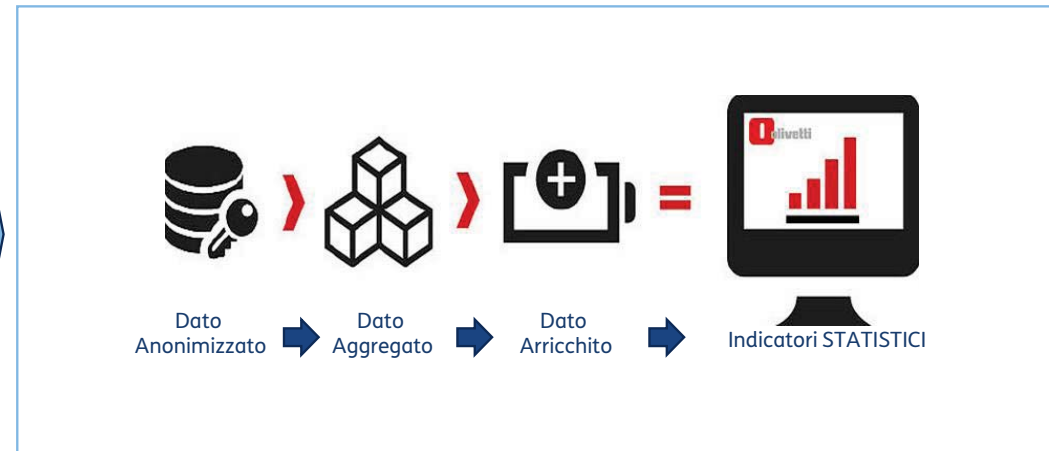 Olivetti
Dato
Anonimizzato
Dato
Aggregato
Dato
Arricchito
Indicatori STATISTICI